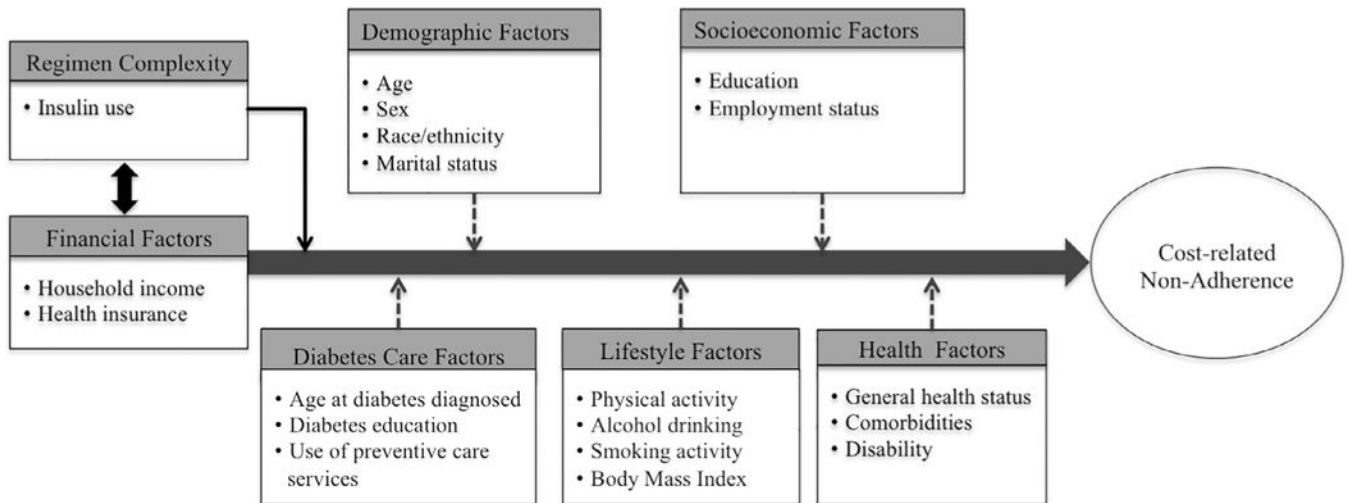 Regimen Complexity
• Insulin use
Financial Factors
• Household income
• Health insurance
Demographic Factors
• Age
• Sex
• Race/ethnicity
• Marital status
Socioeconomic Factors
• Education
• Employment status
Diabetes Care Factors
• Age at diabetes diagnosed
• Diabetes education
• Use of preventive care
services
Lifestyle Factors
• Physical activity
• Alcohol drinking
• Smoking activity
• Body Mass Index
Health Factors
• General health status
• Comorbidities
• Disability
Cost-related
Non-Adherence